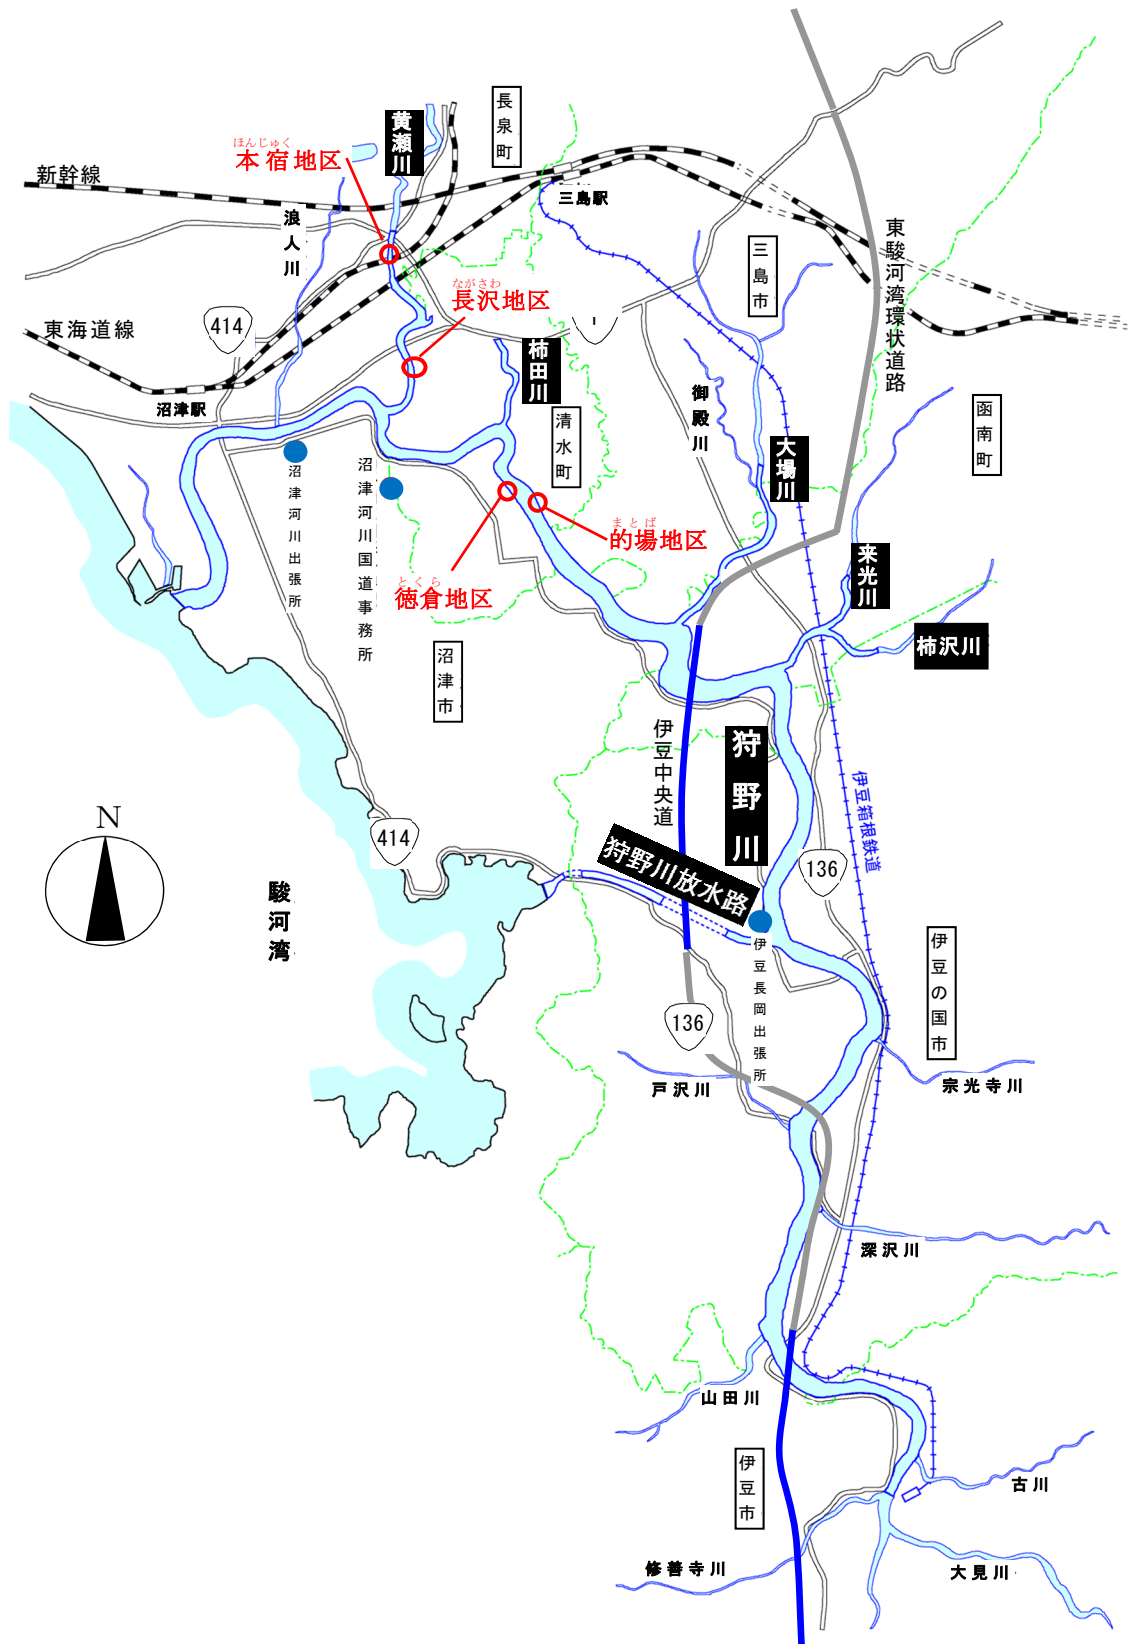 長泉町
黄瀬川
ほんじゅく
本宿地区
新幹線
三島駅
浪人川
東駿河湾環状道路
三島市
ながさわ
長沢地区
414
東海道線
1
柿田川
御殿川
沼津駅
清水町
函南町
大場川
沼津河川出張所
沼津河川国道事務所
まとば
的場地区
とくら
徳倉地区
来光川
柿沢川
沼津市
伊豆中央道
狩野川
伊豆箱根鉄道
N
414
狩野川放水路
136
駿河湾
伊豆長岡出張所
伊豆の国市
136
戸沢川
宗光寺川
深沢川
山田川
伊豆市
古川
修善寺川
大見川